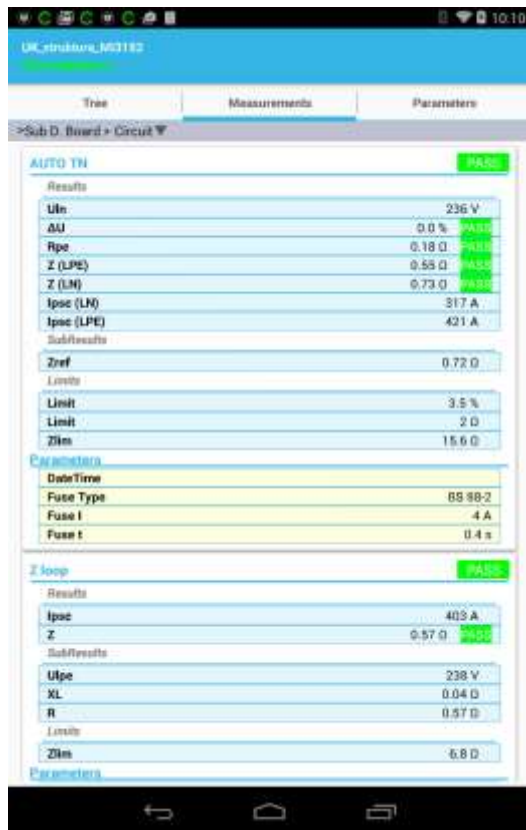 10:10
UK_struktura_MI3152
Tree Measurements Parameters
>Sub D. Board > Circuit ▼
AUTO TN PASS
Results
Uln 236 V
ΔU 0.0 % PASS
Rpe 0.18 Ω PASS
Z (LPE) 0.55 Ω PASS
Z (LN) 0.73 Ω PASS
Ipsc (LN) 317 A
Ipsc (LPE) 421 A
SubResults
Zref 0.72 Ω
Limits
Limit 3.5 %
Limit 2 Ω
Zlim 15.6 Ω
Parameters
DateTime
Fuse Type BS 88-2
Fuse I 4 A
Fuse t 0.4 s
Z loop PASS
Results
Ipsc 403 A
Z 0.57 Ω PASS
SubResults
Ulpe 238 V
XL 0.04 Ω
R 0.57 Ω
Limits
Zlim 6.8 Ω
Parameters